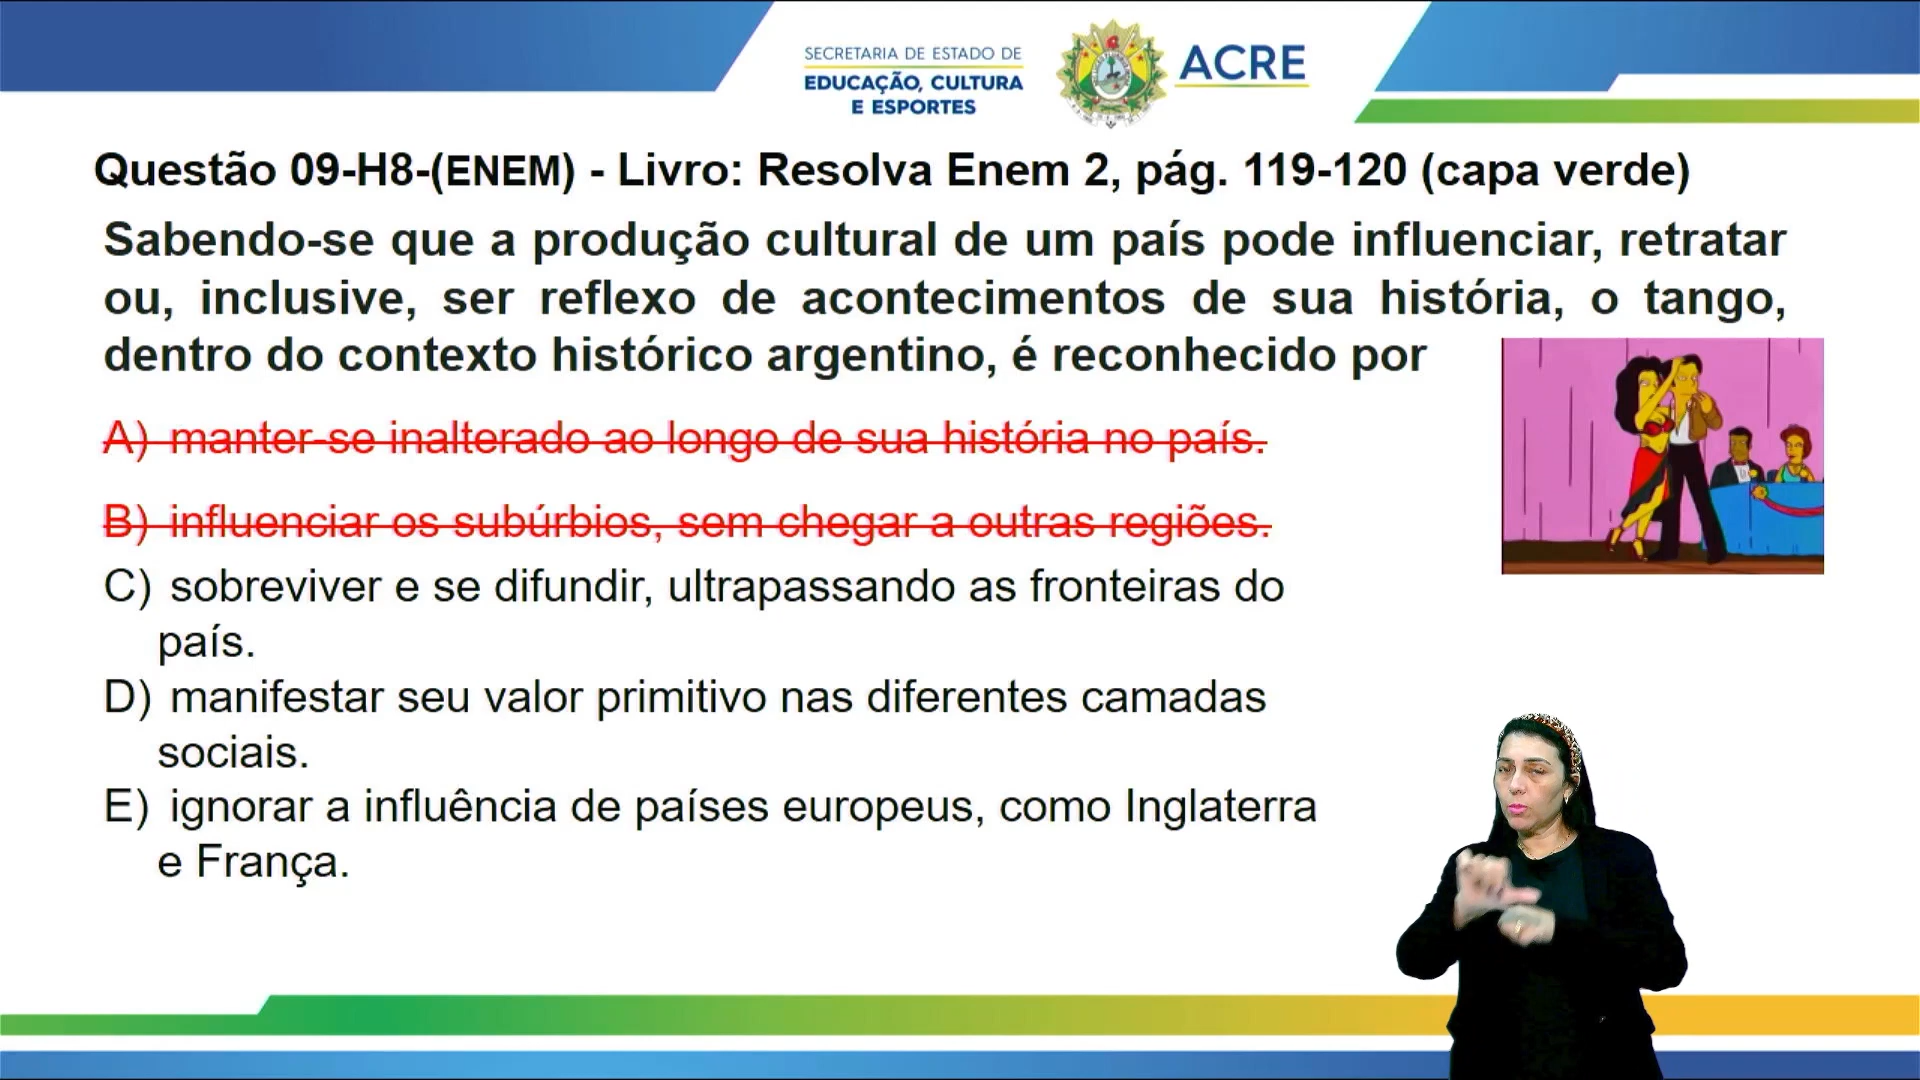 SECRETARIA DE ESTADO DE
EDUCAÇÃO, CULTURA
E ESPORTES
ACRE
Questão 09-H8-(ENEM) - Livro: Resolva Enem 2, pág. 119-120 (capa verde)
Sabendo-se que a produção cultural de um país pode influenciar, retratar
ou, inclusive, ser reflexo de acontecimentos de sua história, o tango,
dentro do contexto histórico argentino, é reconhecido por
A) manter-se inalterado ao longo de sua história no país.
B) influenciar os subúrbios, sem chegar a outras regiões.
C) sobreviver e se difundir, ultrapassando as fronteiras do
país.
D) manifestar seu valor primitivo nas diferentes camadas
sociais.
E) ignorar a influência de países europeus, como Inglaterra
e França.